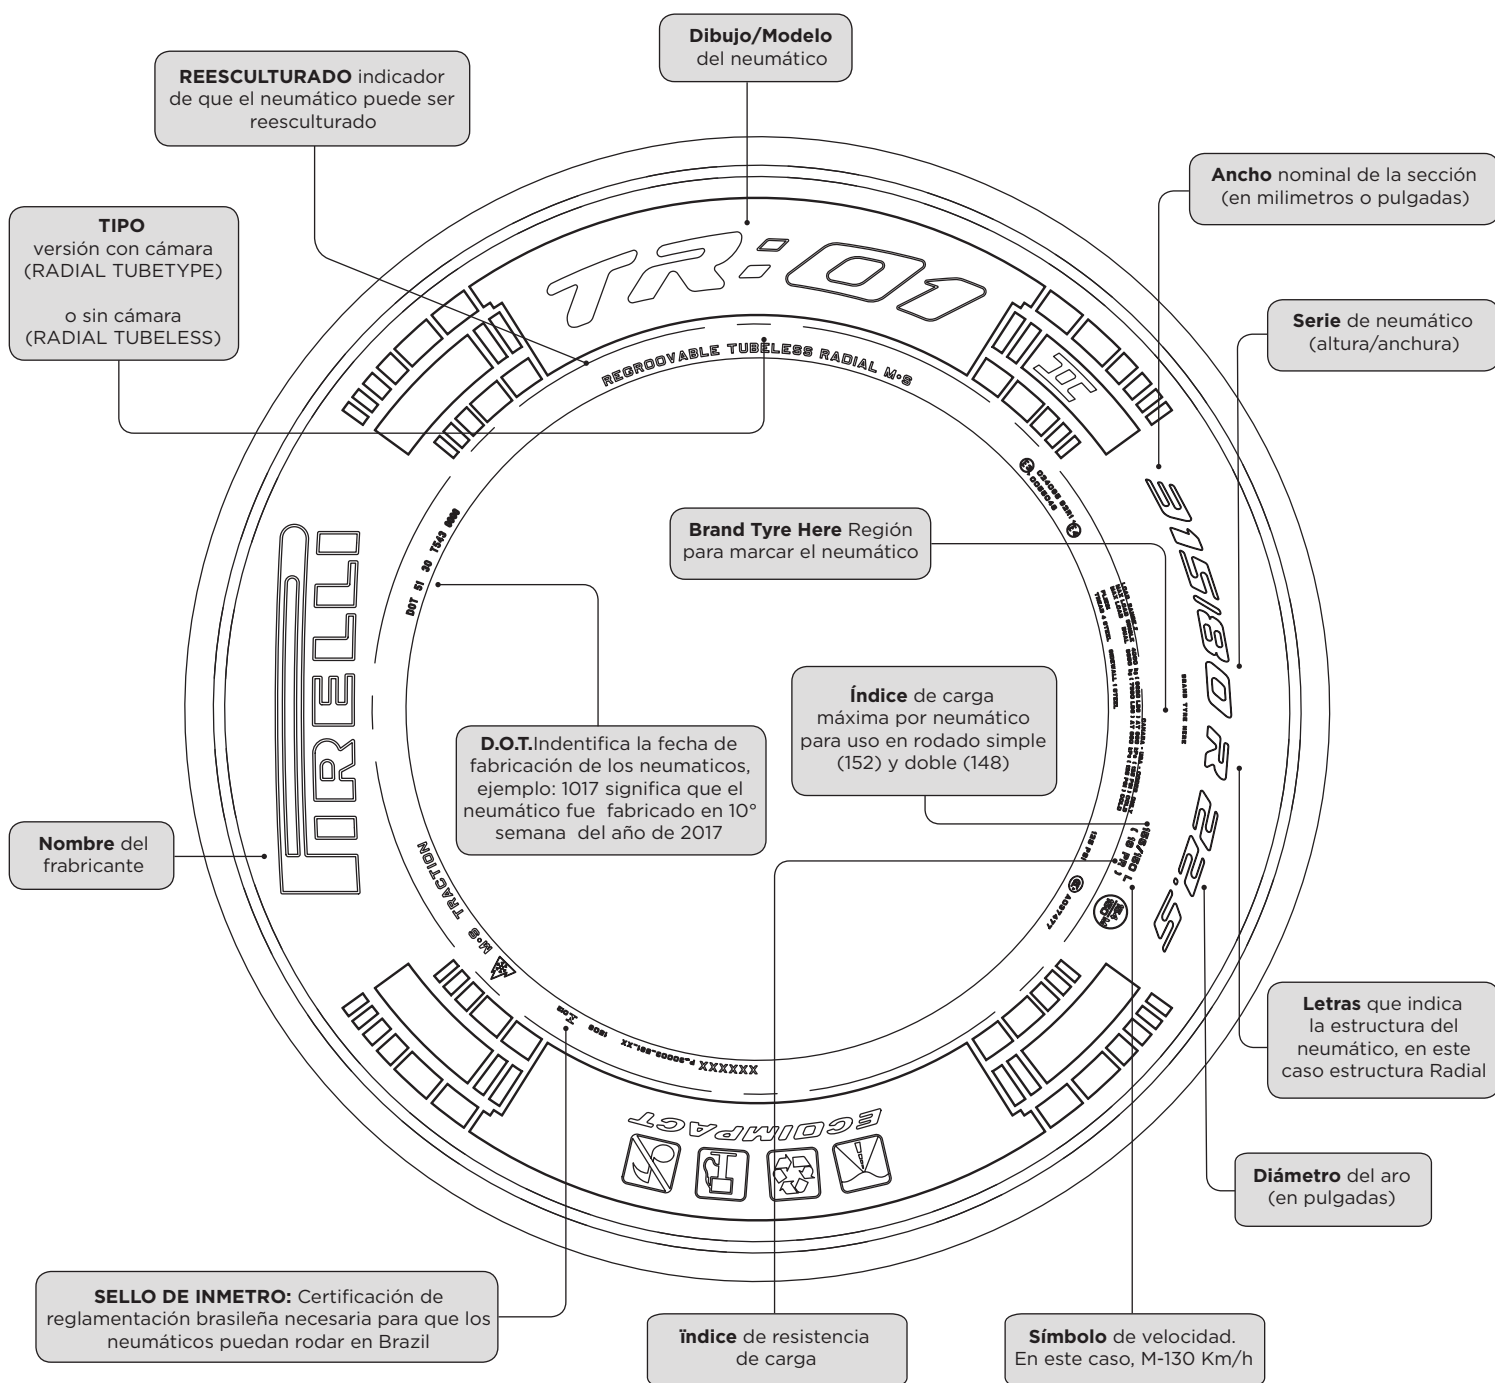 Dibujo/Modelo
del neumático
REESCULTURADO indicador
de que el neumático puede ser
reesculturado
Ancho nominal de la sección
(en milimetros o pulgadas)
TIPO
versión con cámara
(RADIAL TUBETYPE)
o sin cámara
(RADIAL TUBELESS)
Serie de neumático
(altura/anchura)
TR:01
II
REGROOVABLE TUBELESS RADIAL M+S
315/80 R 22.5
Brand Tyre Here Región
para marcar el neumático
BRAND TYRE HERE
DOT 51 30 T543 0000
PIRELLI
Índice de carga
máxima por neumático
para uso en rodado simple
(152) y doble (148)
D.O.T.Indentifica la fecha de
fabricación de los neumaticos,
ejemplo: 1017 significa que el
neumático fue fabricado en 10°
semana del año de 2017
Nombre del
frabricante
M+S TRACTION
Letras que indica
la estructura del
neumático, en este
caso estructura Radial
XXXXXX
ECOIMPACT
Diámetro del aro
(en pulgadas)
SELLO DE INMETRO: Certificación de
reglamentación brasileña necesaria para que los
neumáticos puedan rodar en Brazil
ïndice de resistencia
de carga
Símbolo de velocidad.
En este caso, M-130 Km/h